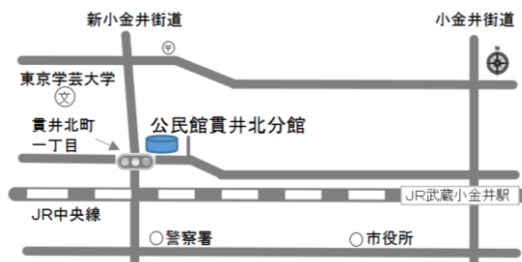 新小金井街道
小金井街道
〒
N
東京学芸大学
文
公民館貫井北分館
貫井北町
一丁目
JR武蔵小金井駅
JR中央線
警察署
市役所